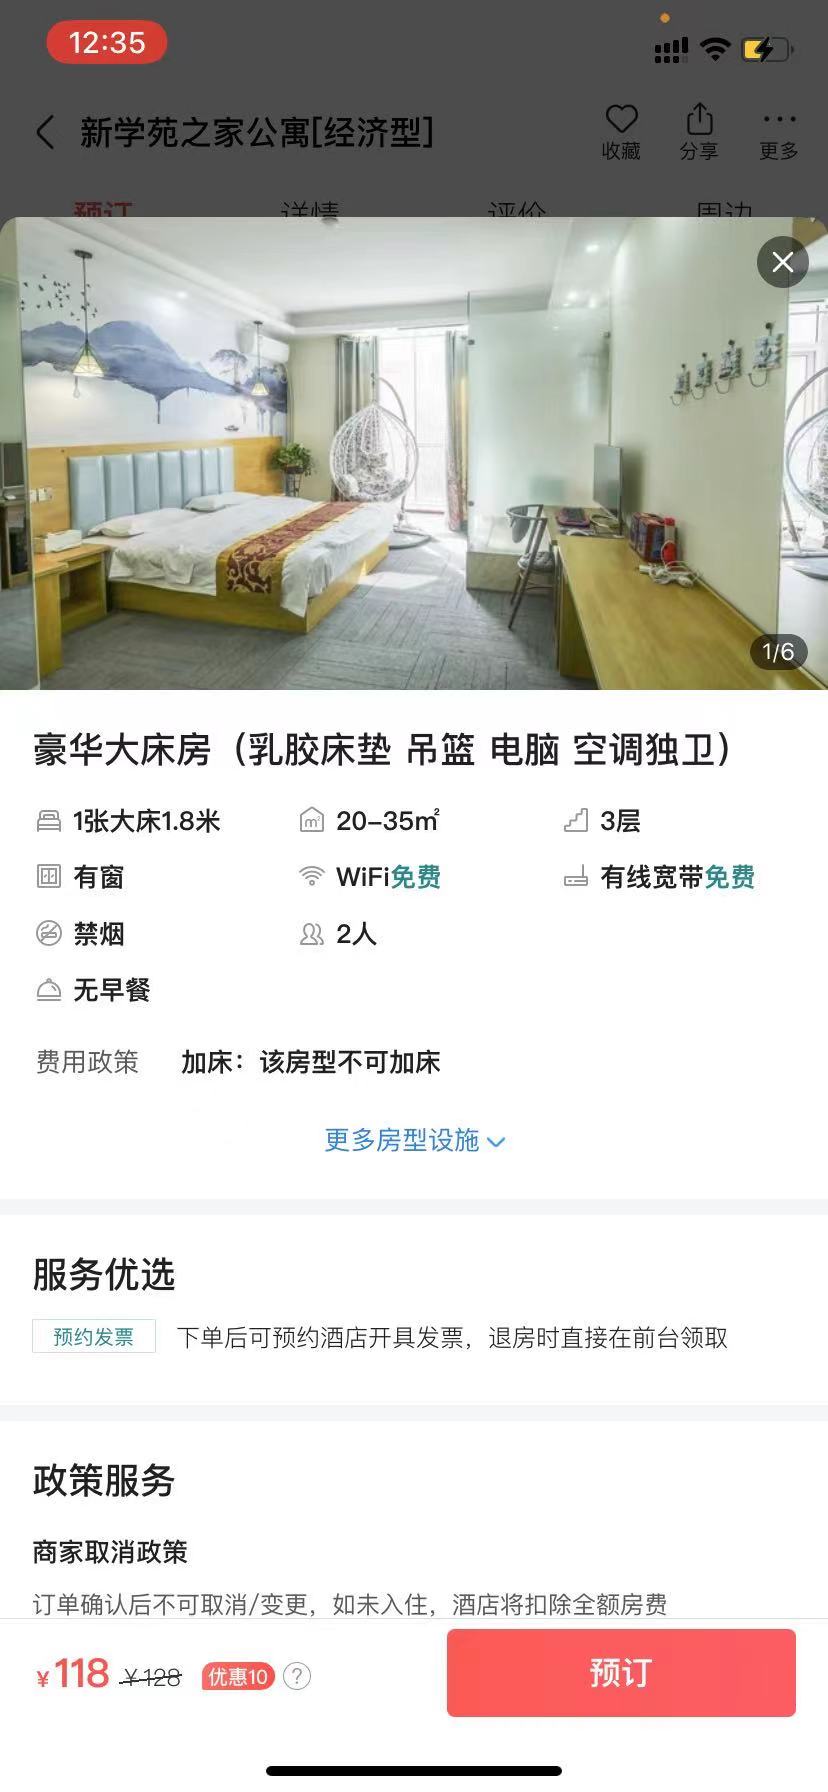 12:35
新学苑之家公寓[经济型]
收藏
分享
更多
预订
详情
评价
周边
1/6
豪华大床房（乳胶床垫 吊篮 电脑 空调独卫）
1张大床1.8米
20-35㎡
3层
有窗
WiFi免费
有线宽带免费
禁烟
2人
无早餐
费用政策 加床：该房型不可加床
更多房型设施
服务优选
预约发票 下单后可预约酒店开具发票，退房时直接在前台领取
政策服务
商家取消政策
订单确认后不可取消/变更，如未入住，酒店将扣除全额房费
¥118 ¥128 优惠10 ?
预订